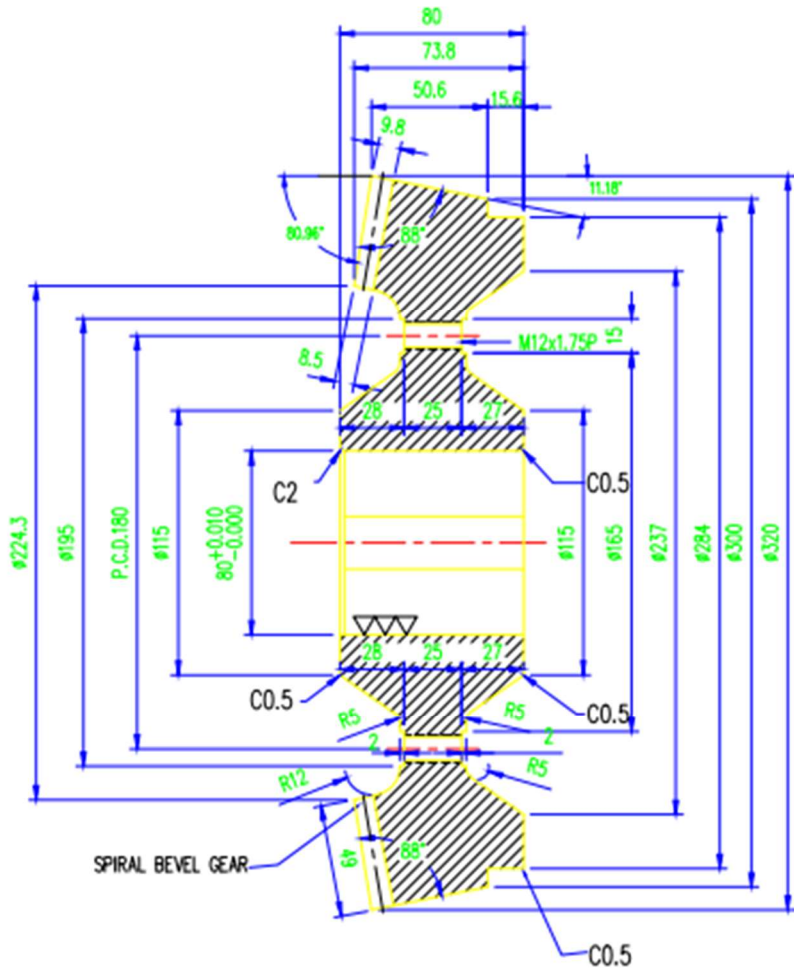 80
73.8
50.6
15.6
9.8
11.18°
80.96°
88°
M12x1.75P
15
8.5
28
25
27
C2
C0.5
ø224.3
ø195
P.C.D.180
ø115
80+0.010
-0.000
ø115
ø165
ø237
ø284
ø300
ø320
28
25
27
C0.5
C0.5
R5
R5
2
2
R12
R5
SPIRAL BEVEL GEAR
49
88°
C0.5